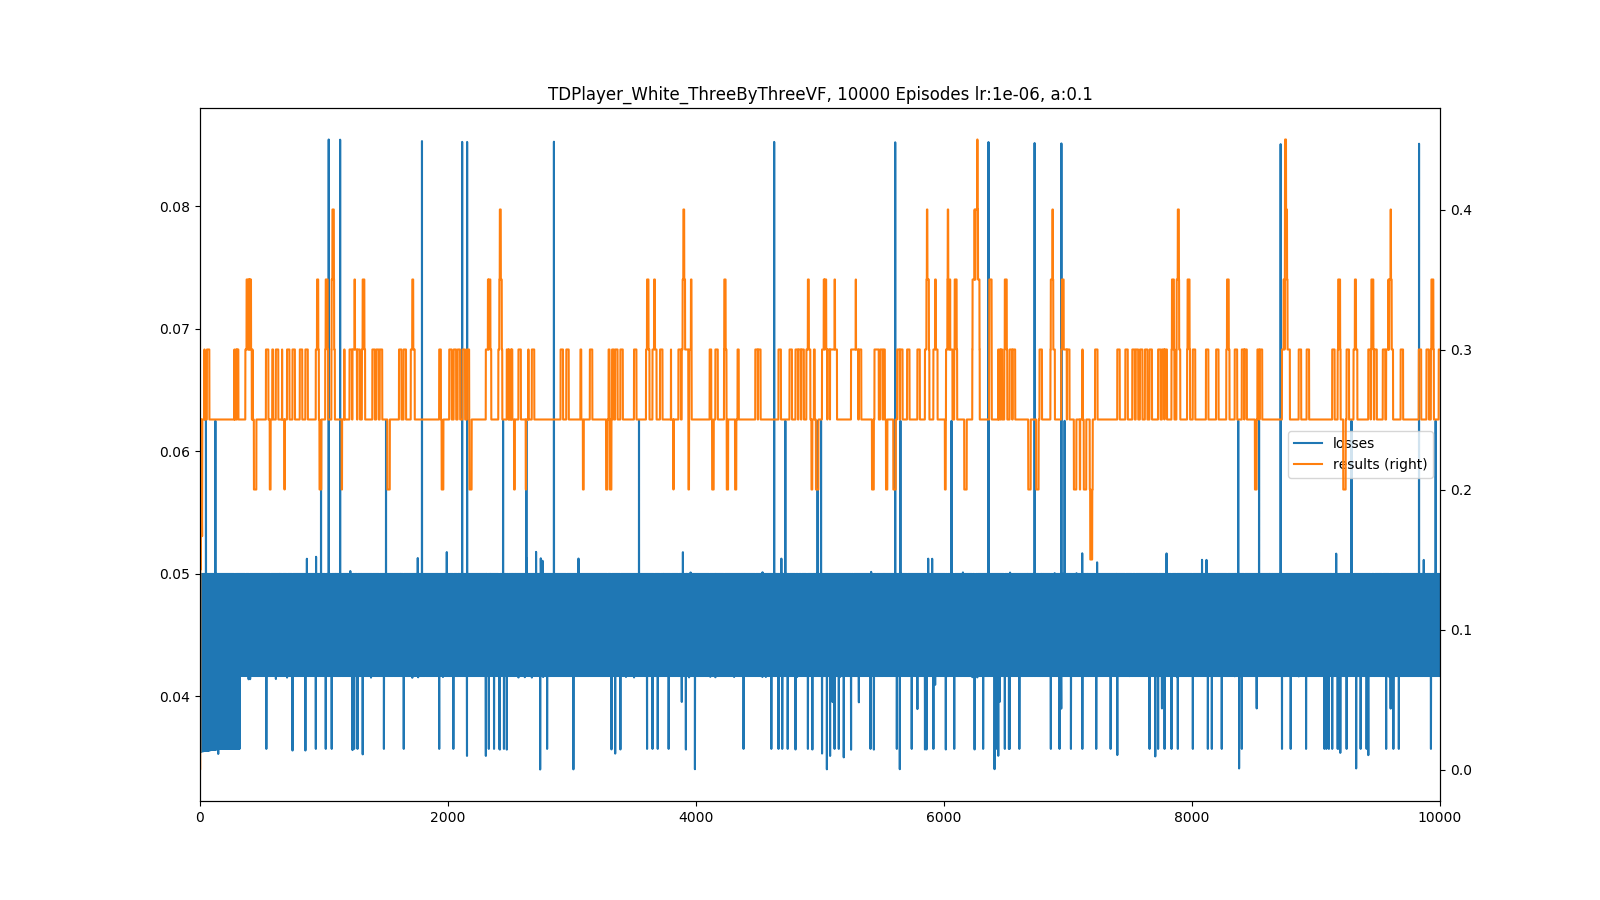 TDPlayer_White_ThreeByThreeVF, 10000 Episodes lr:1e-06, a:0.1
0.08
0.07
0.06
0.05
0.04
0.4
0.3
0.2
0.1
0.0
losses
results (right)
0 2000 4000 6000 8000 10000